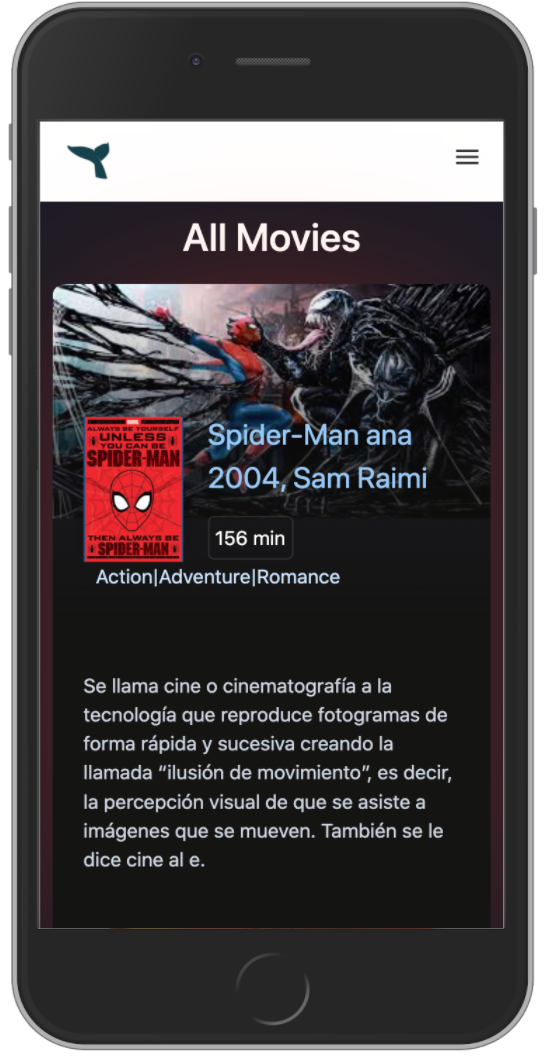 All Movies
Spider-Man ana
2004, Sam Raimi
156 min
MARVEL
ALWAYS BE YOURSELF
UNLESS
YOU CAN BE
SPIDER-MAN
THEN ALWAYS BE
SPIDER-MAN
Action|Adventure|Romance
Se llama cine o cinematografía a la
tecnología que reproduce fotogramas de
forma rápida y sucesiva creando la
llamada “ilusión de movimiento”, es decir,
la percepción visual de que se asiste a
imágenes que se mueven. También se le
dice cine al e.